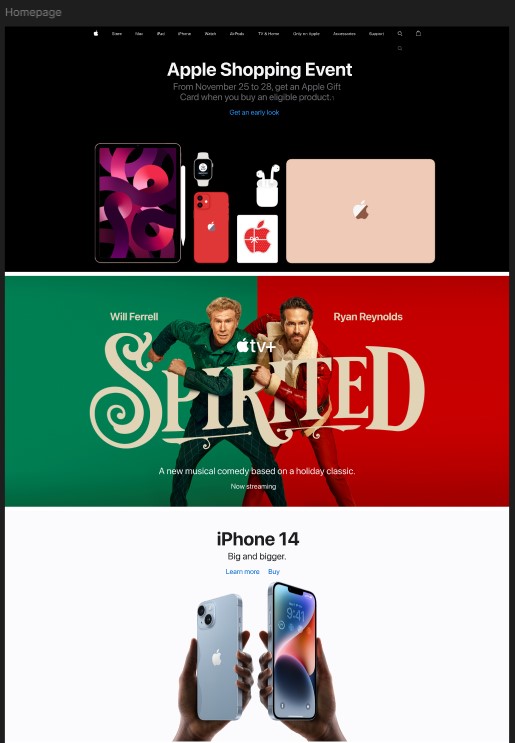 Homepage
Store Mac iPad iPhone Watch AirPods TV & Home Only on Apple Accessories Support
Apple Shopping Event
From November 25 to 28, get an Apple Gift
Card when you buy an eligible product.
Get an early look
Will Ferrell
Ryan Reynolds
tv+
SPIRITED
A new musical comedy based on a holiday classic.
Now streaming
iPhone 14
Big and bigger.
Learn more Buy
9:41